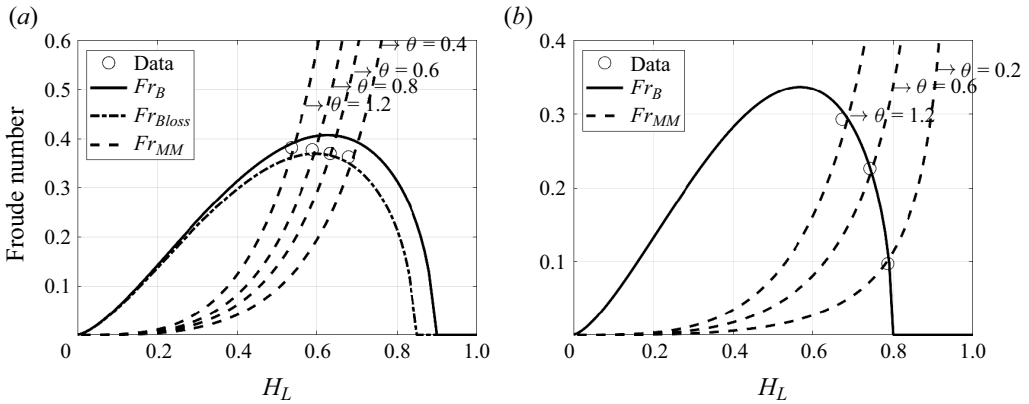 (a)
0.6
0.5
0.4
0.3
0.2
0.1
0
0.2
0.4
0.6
0.8
1.0
Froude number
H_L
Data
Fr_B
Fr_Bloss
Fr_MM
→ θ = 0.4
→ θ = 0.6
→ θ = 0.8
→ θ = 1.2
(b)
0.4
0.3
0.2
0.1
0
0.2
0.4
0.6
0.8
1.0
H_L
Data
Fr_B
Fr_MM
→ θ = 0.2
→ θ = 0.6
→ θ = 1.2